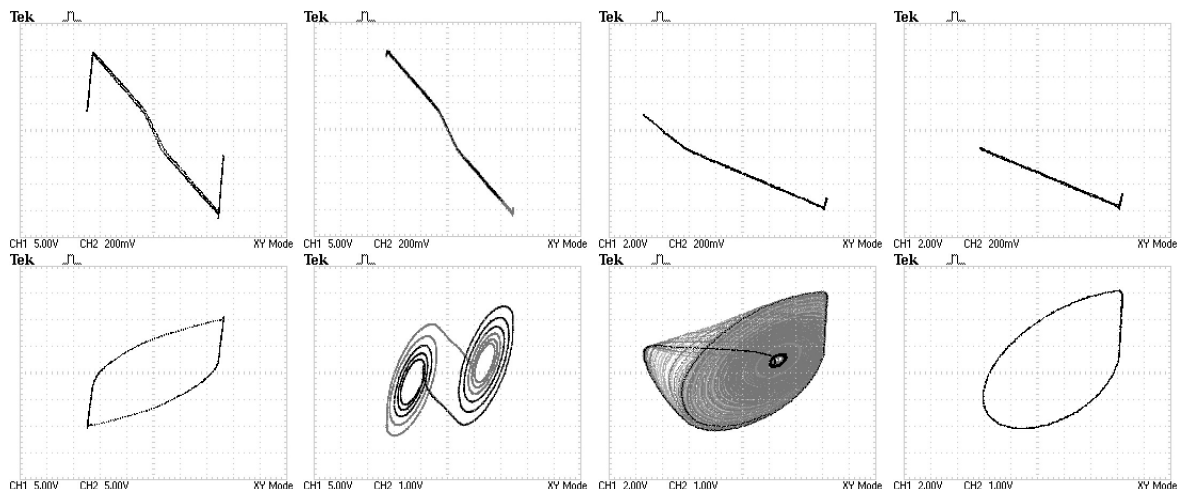 Tek
Tek
Tek
Tek
CH1 5.00V CH2 200mV XY Mode
CH1 5.00V CH2 200mV XY Mode
CH1 2.00V CH2 200mV XY Mode
CH1 2.00V CH2 200mV XY Mode
Tek
Tek
Tek
Tek
CH1 5.00V CH2 5.00V XY Mode
CH1 5.00V CH2 1.00V XY Mode
CH1 2.00V CH2 1.00V XY Mode
CH1 2.00V CH2 1.00V XY Mode